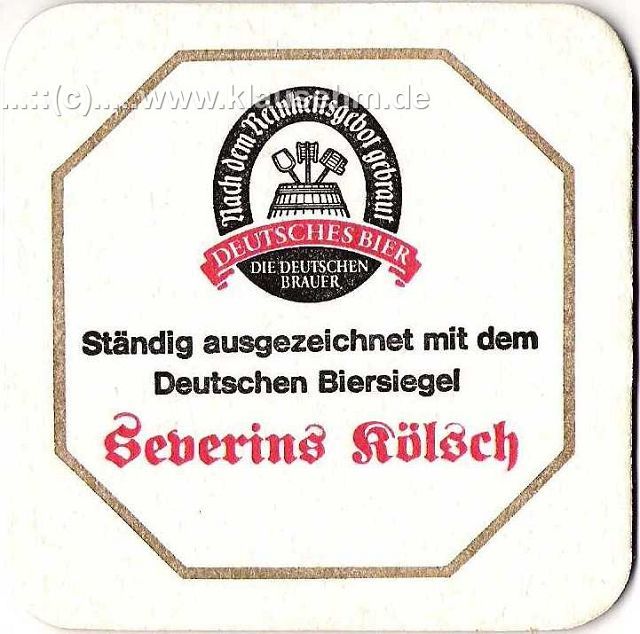 ...::(c).....www.klausehm.de
Nach dem Reinheitsgebot gebraut
DEUTSCHES BIER
DIE DEUTSCHEN
BRAUER
Ständig ausgezeichnet mit dem
Deutschen Biersiegel
Severins Kölsch